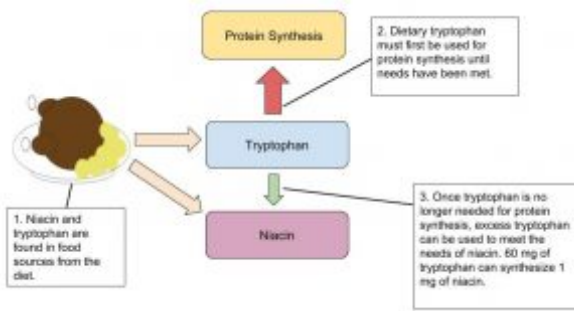 Protein Synthesis
2. Dietary tryptophan
must first be used for
protein synthesis until
needs have been met.
Tryptophan
1. Niacin and
tryptophan are
found in food
sources from the
diet.
Niacin
3. Once tryptophan is no
longer needed for protein
synthesis, excess tryptophan
can be used to meet the
needs of niacin. 60 mg of
tryptophan can synthesize 1
mg of niacin.